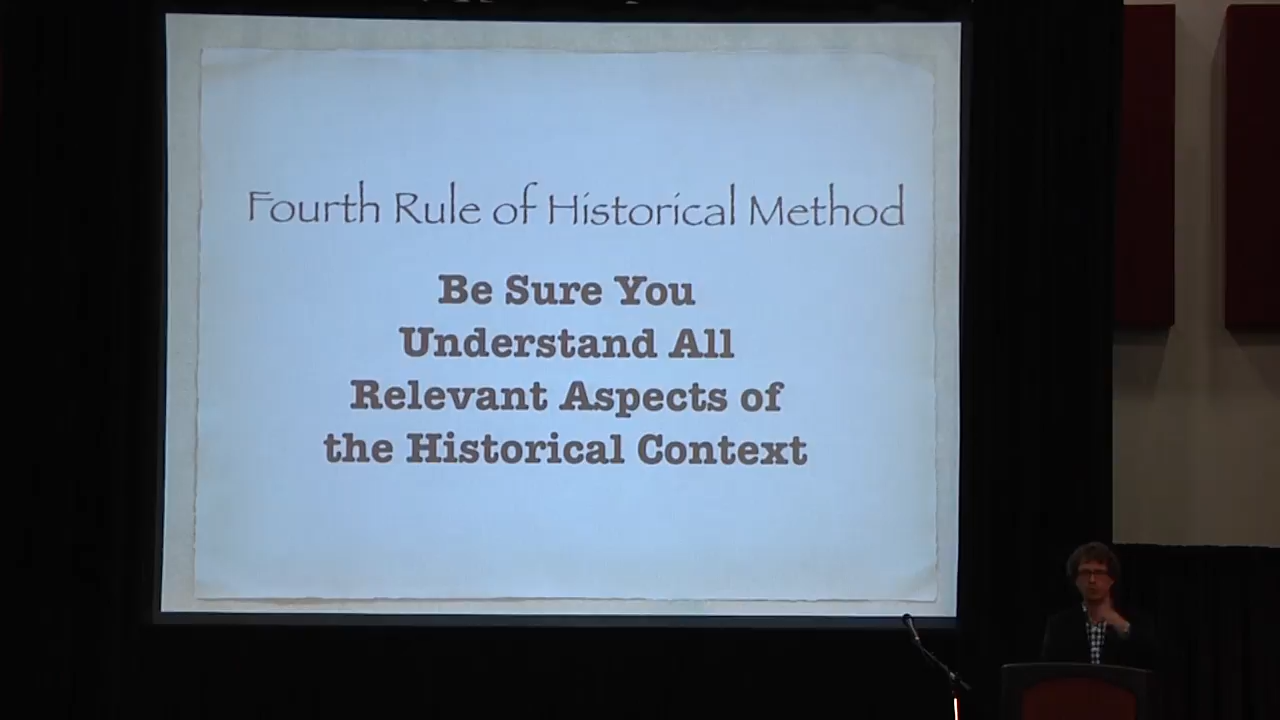 Fourth Rule of Historical Method
Be Sure You
Understand All
Relevant Aspects of
the Historical Context